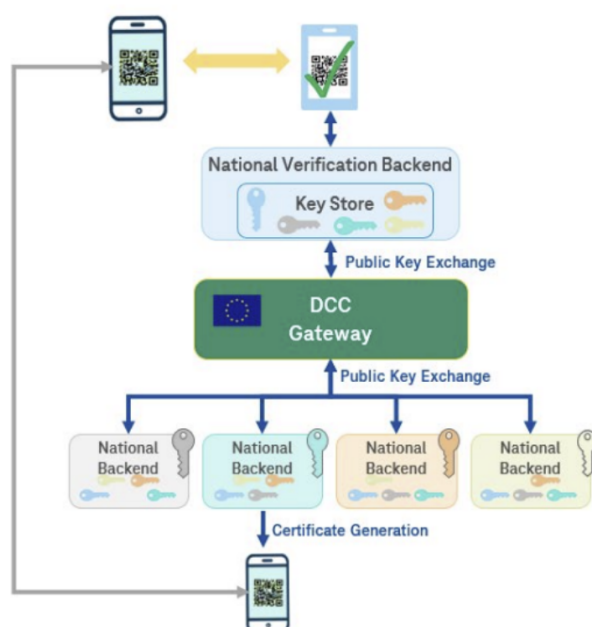 National Verification Backend
Key Store
Public Key Exchange
DCC
Gateway
Public Key Exchange
National
Backend
National
Backend
National
Backend
National
Backend
Certificate Generation